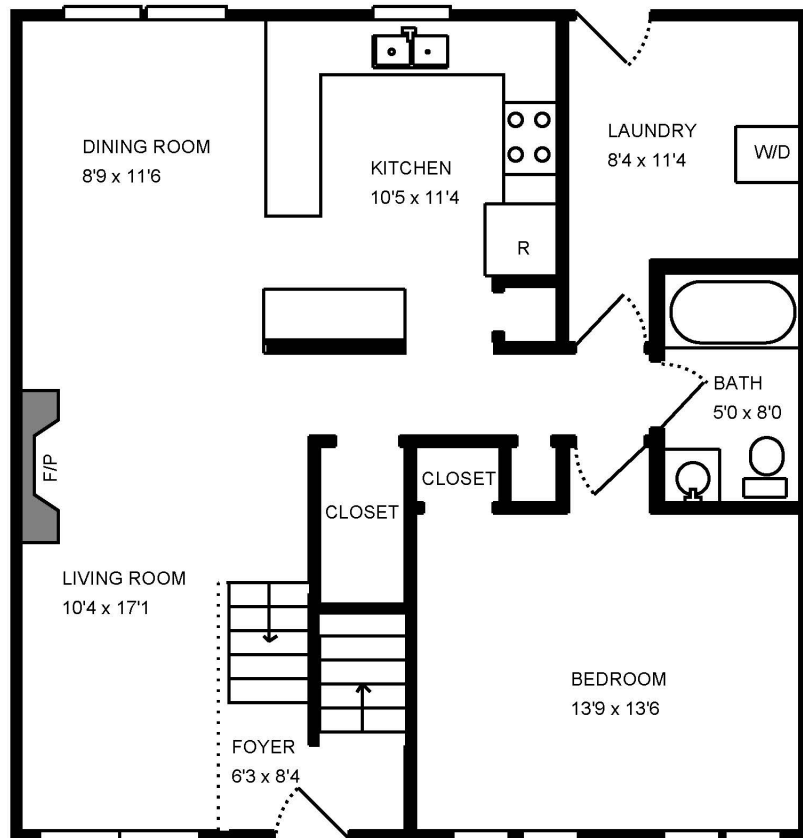 DINING ROOM
8'9 x 11'6
KITCHEN
10'5 x 11'4
LAUNDRY
8'4 x 11'4
W/D
R
BATH
5'0 x 8'0
F/P
CLOSET
CLOSET
LIVING ROOM
10'4 x 17'1
BEDROOM
13'9 x 13'6
FOYER
6'3 x 8'4